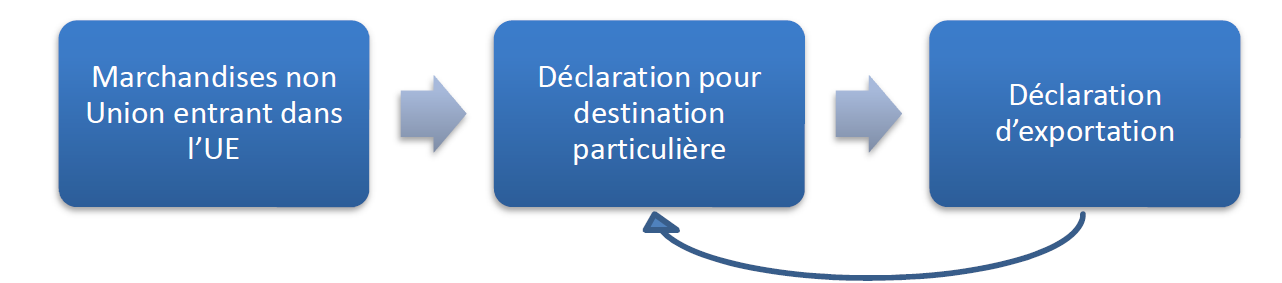 Marchandises non
Union entrant dans
l’UE
Déclaration pour
destination
particulière
Déclaration
d’exportation